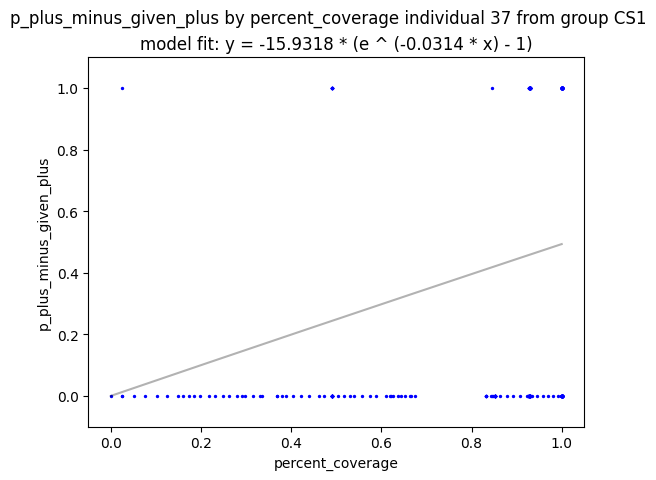 p_plus_minus_given_plus by percent_coverage individual 37 from group CS1
model fit: y = -15.9318 * (e ^ (-0.0314 * x) - 1)
1.0
0.8
0.6
0.4
0.2
0.0
p_plus_minus_given_plus
0.0 0.2 0.4 0.6 0.8 1.0
percent_coverage